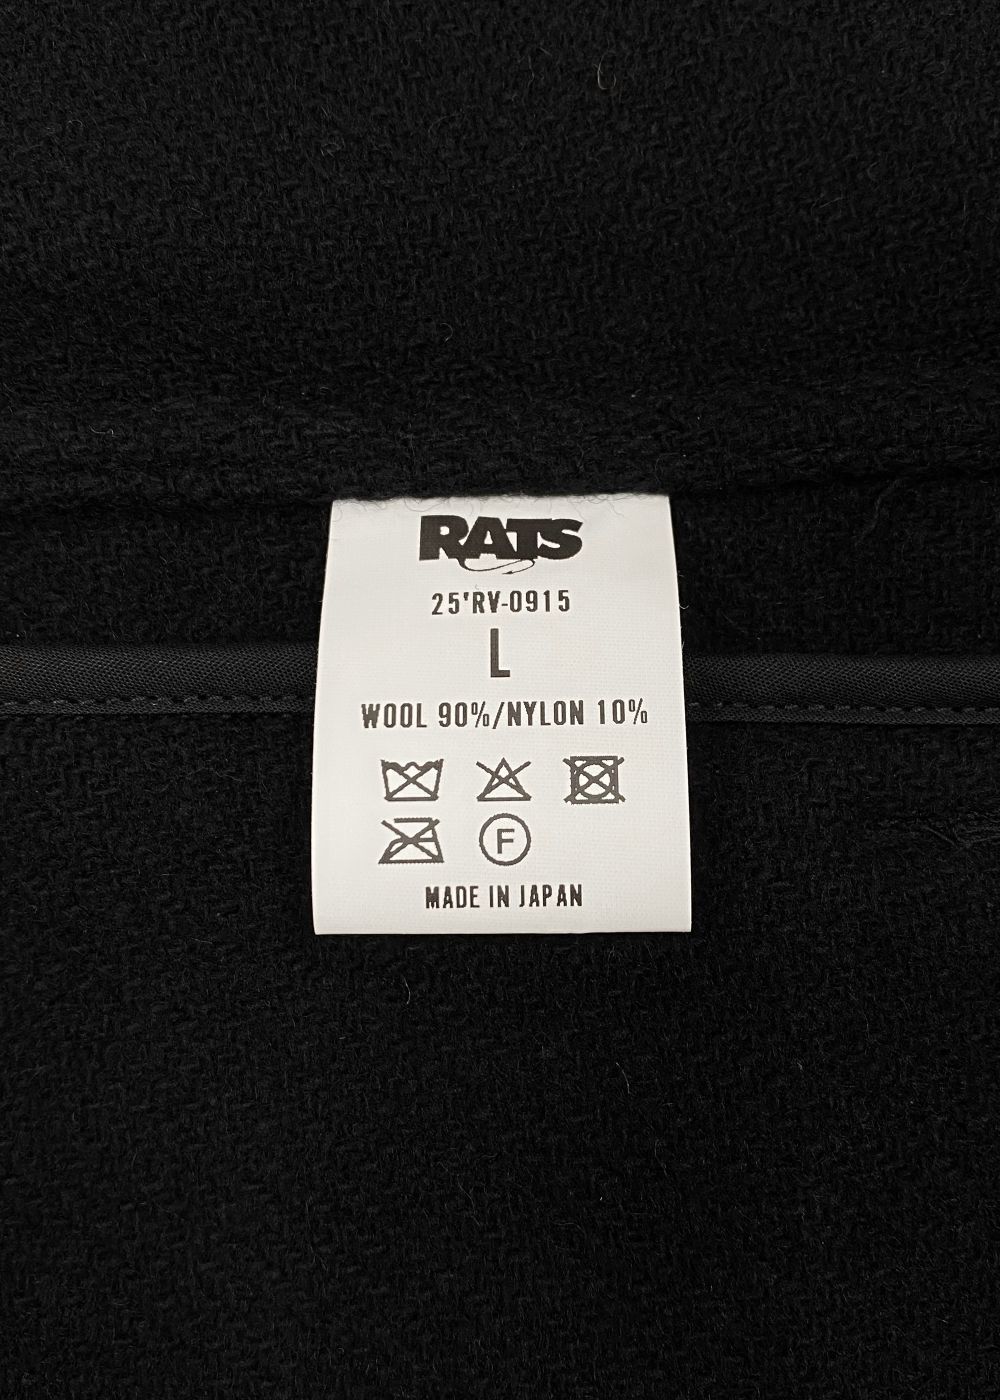 RATS
25'RV-0915
L
WOOL 90%/NYLON 10%
F
MADE IN JAPAN